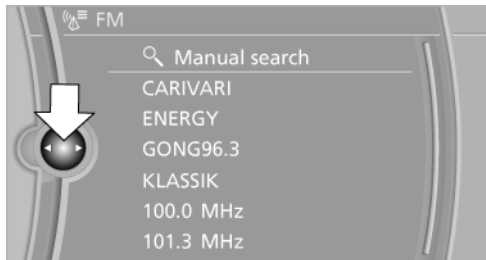 FM
Manual search
CARIVARI
ENERGY
GONG96.3
KLASSIK
100.0 MHz
101.3 MHz